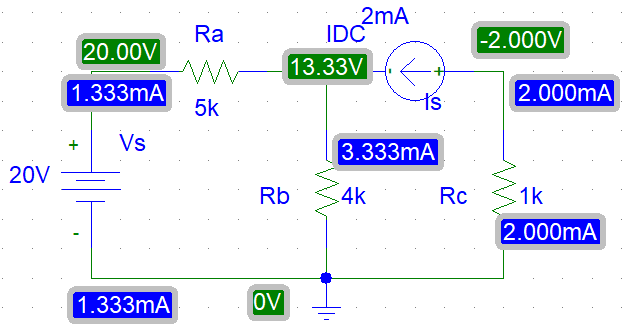 2mA
Ra
IDC
20.00V
13.33V
-2.000V
- +
1.333mA
2.000mA
5k
Is
+
Vs
3.333mA
20V
Rb
4k
Rc
1k
-
2.000mA
1.333mA
0V